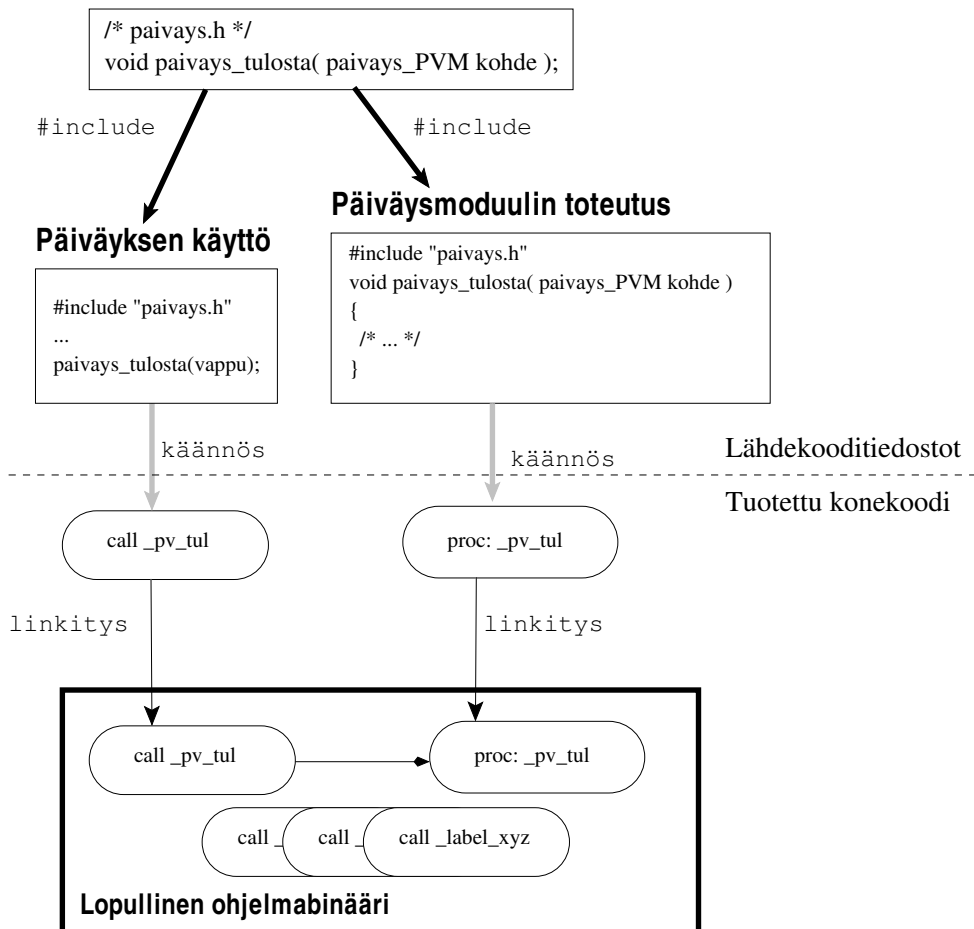 /* paivays.h */
void paivays_tulosta( paivays_PVM kohde );
#include
#include
Päiväyksen käyttö
#include "paivays.h"
...
paivays_tulosta(vappu);
Päiväysmoduulin toteutus
#include "paivays.h"
void paivays_tulosta( paivays_PVM kohde )
{
/* ... */
}
käännös
käännös
Lähdekooditiedostot
Tuotettu konekoodi
call _pv_tul
proc: _pv_tul
linkitys
linkitys
call _pv_tul
proc: _pv_tul
call _
call _
call _label_xyz
Lopullinen ohjelmabinääri